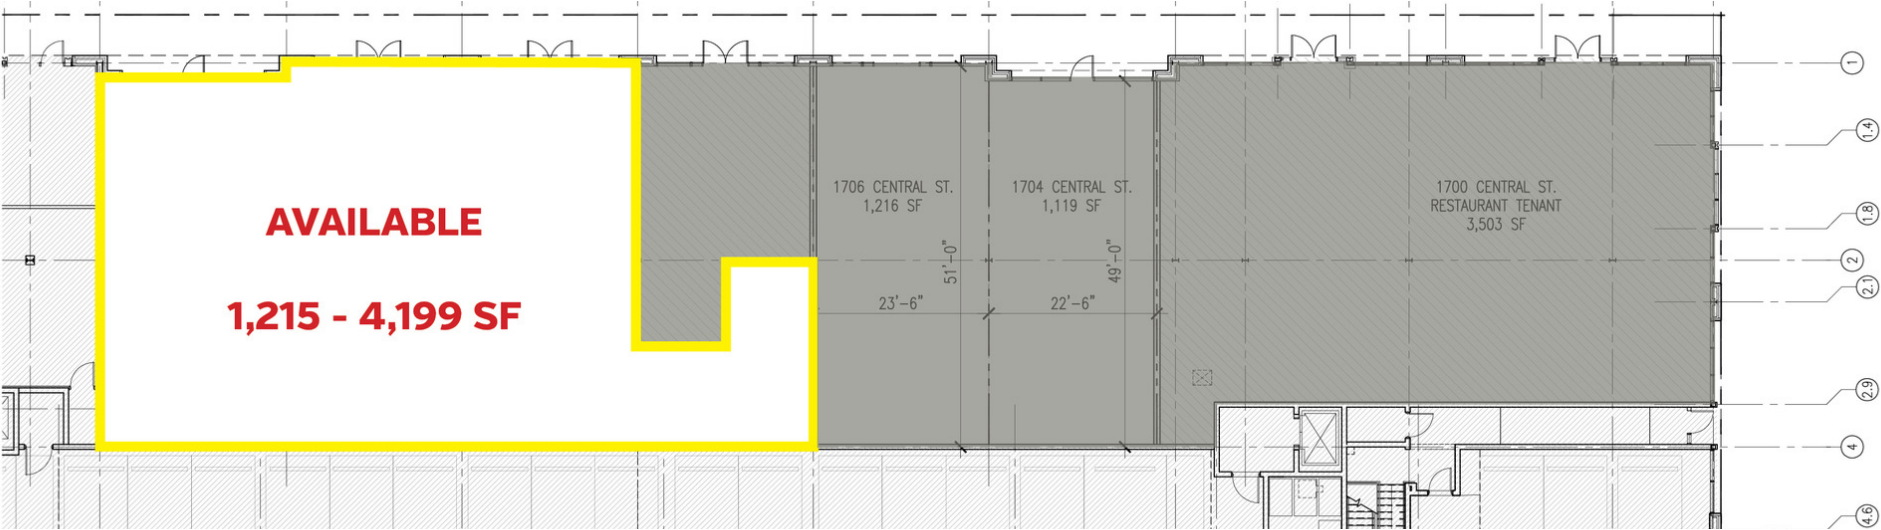 1
1.4
1706 CENTRAL ST.
1,216 SF
1704 CENTRAL ST.
1,119 SF
1700 CENTRAL ST.
RESTAURANT TENANT
3,503 SF
1.8
AVAILABLE
51'-0"
49'-0"
2
2.1
1,215 - 4,199 SF
23'-6"
22'-6"
2.9
4
4.6